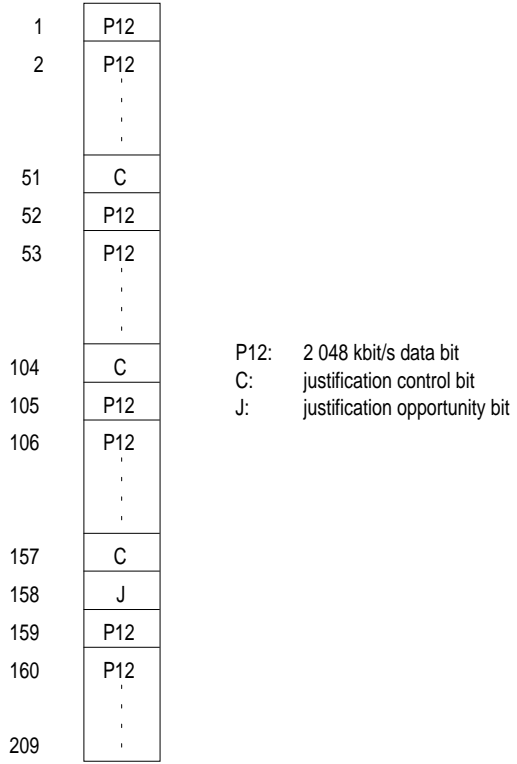 1 P12
2 P12
51 C
52 P12
53 P12
104 C
105 P12
106 P12
157 C
158 J
159 P12
160 P12
209
P12: 2 048 kbit/s data bit
C: justification control bit
J: justification opportunity bit